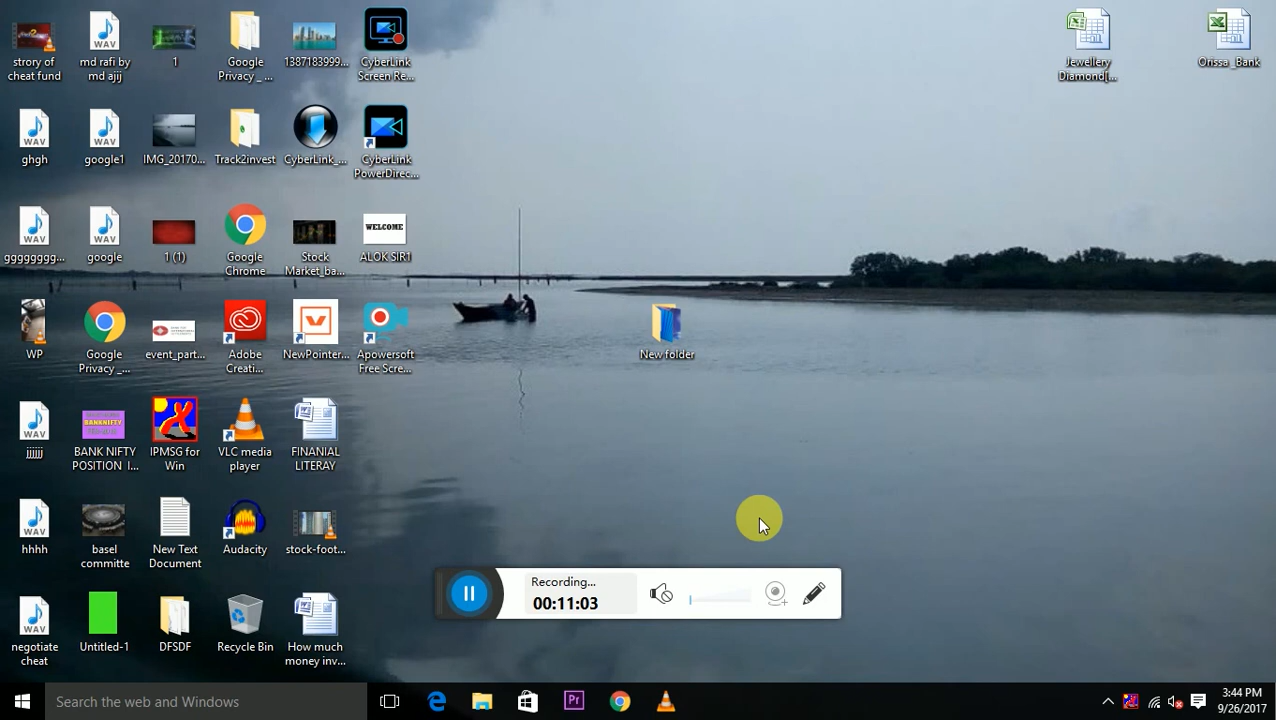 strory of
cheat fund
md rafi by
md ajij
1
Google
Privacy _ ...
1387183999...
CyberLink
Screen Re...
Jewellery
Diamond[...
Orissa _Bank
ghgh
google1
IMG_20170...
Track2invest
CyberLink_...
CyberLink
PowerDirec...
gggggggg...
google
1 (1)
Google
Chrome
Stock
Market_ba...
WELCOME
ALOK SIR1
WP
Google
Privacy _...
event_part...
Adobe
Creati...
NewPointer...
Apowersoft
Free Scre...
New folder
jjjjjj
BANK NIFTY
POSITION I...
IPMSG for
Win
VLC media
player
FINANIAL
LITERAY
hhhh
basel
committe
New Text
Document
Audacity
stock-foot...
Recording...
00:11:03
negotiate
cheat
Untitled-1
DFSDF
Recycle Bin
How much
money inv...
Search the web and Windows
Pr
3:44 PM
9/26/2017